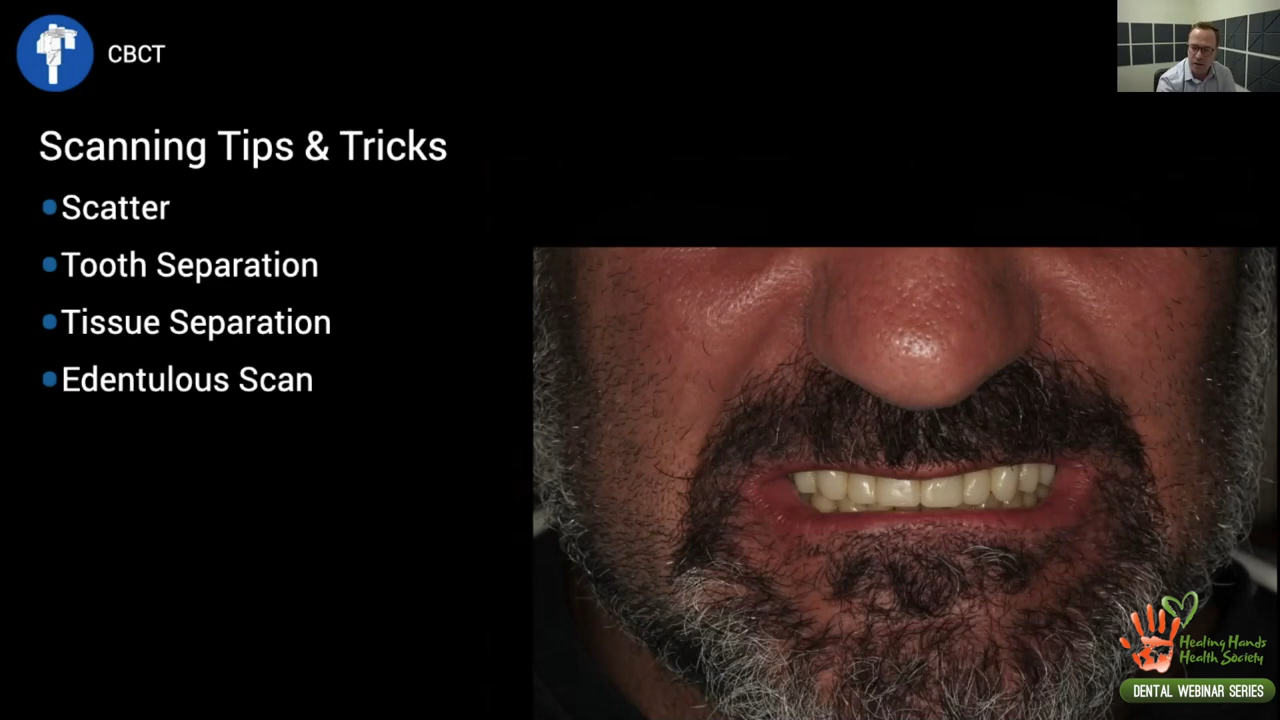 CBCT
Scanning Tips & Tricks
Scatter
Tooth Separation
Tissue Separation
Edentulous Scan
Healing Hands
Health Society
DENTAL WEBINAR SERIES